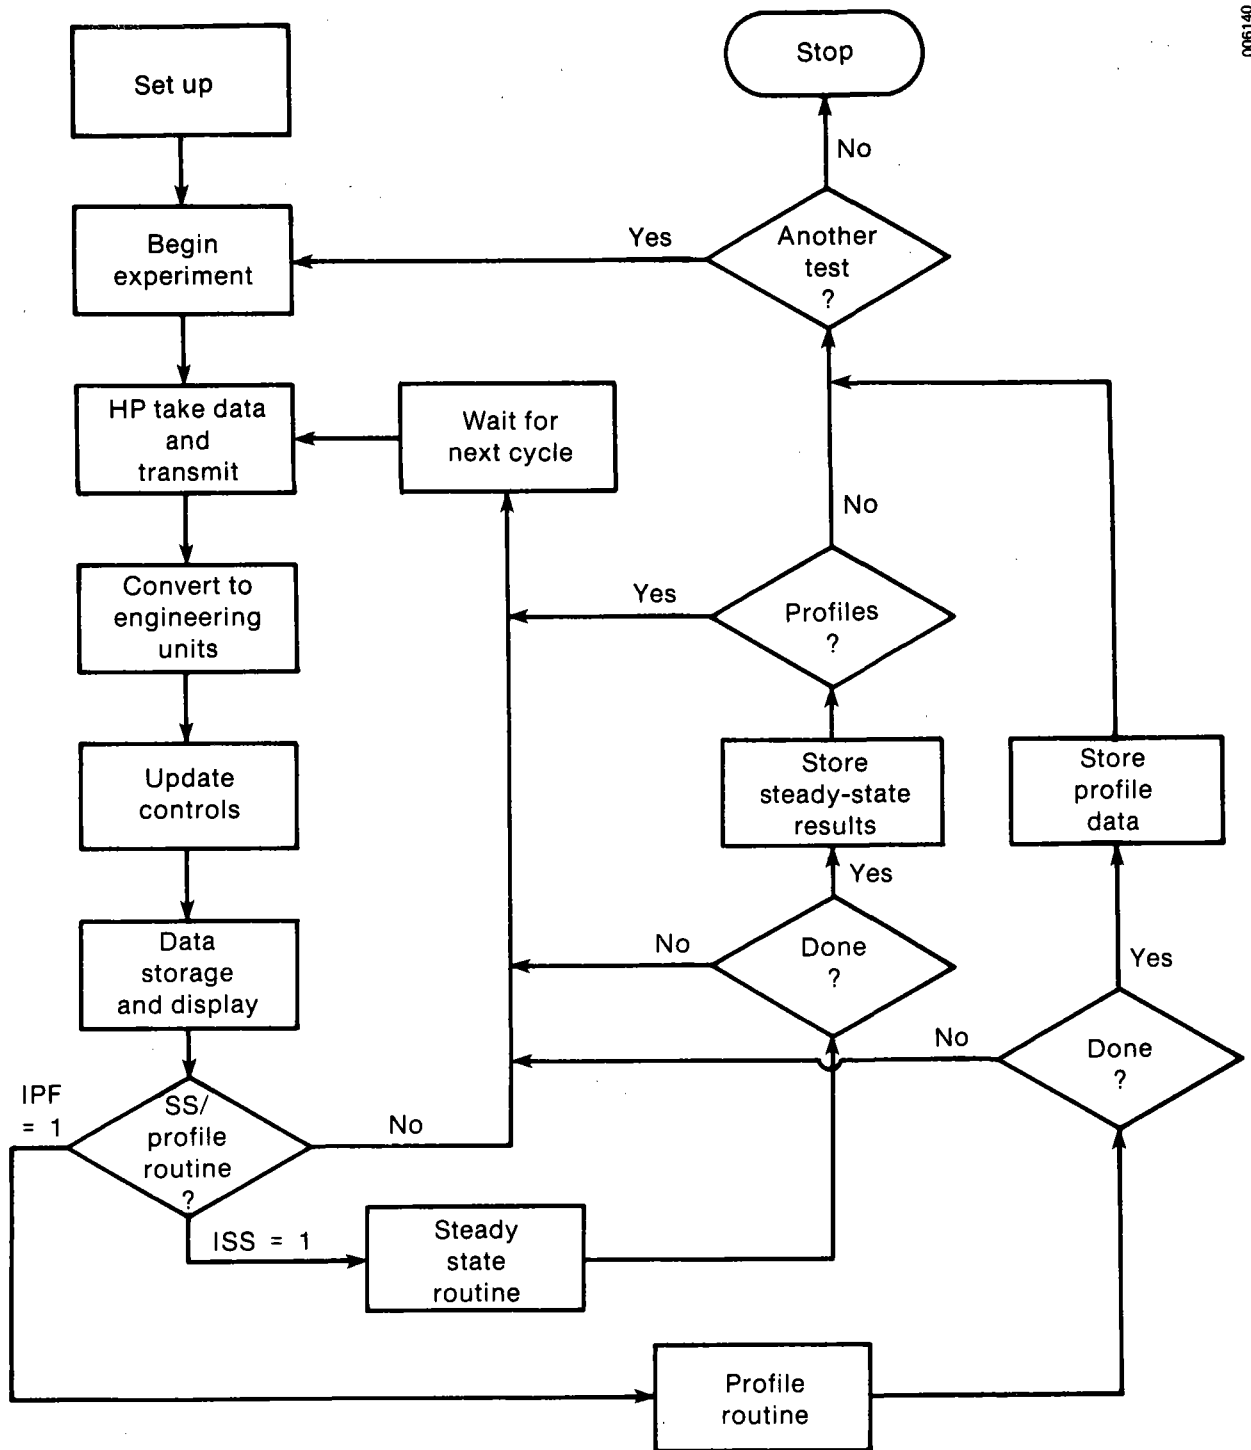 006140
Set up
Stop
No
Begin
experiment
Yes
Another
test
?
HP take data
and
transmit
Wait for
next cycle
No
Convert to
engineering
units
Yes
Profiles
?
Update
controls
Store
steady-state
results
Store
profile
data
Yes
Data
storage
and display
No
Done
?
Yes
No
Done
?
IPF
= 1
SS/
profile
routine
?
No
ISS = 1
Steady
state
routine
Profile
routine